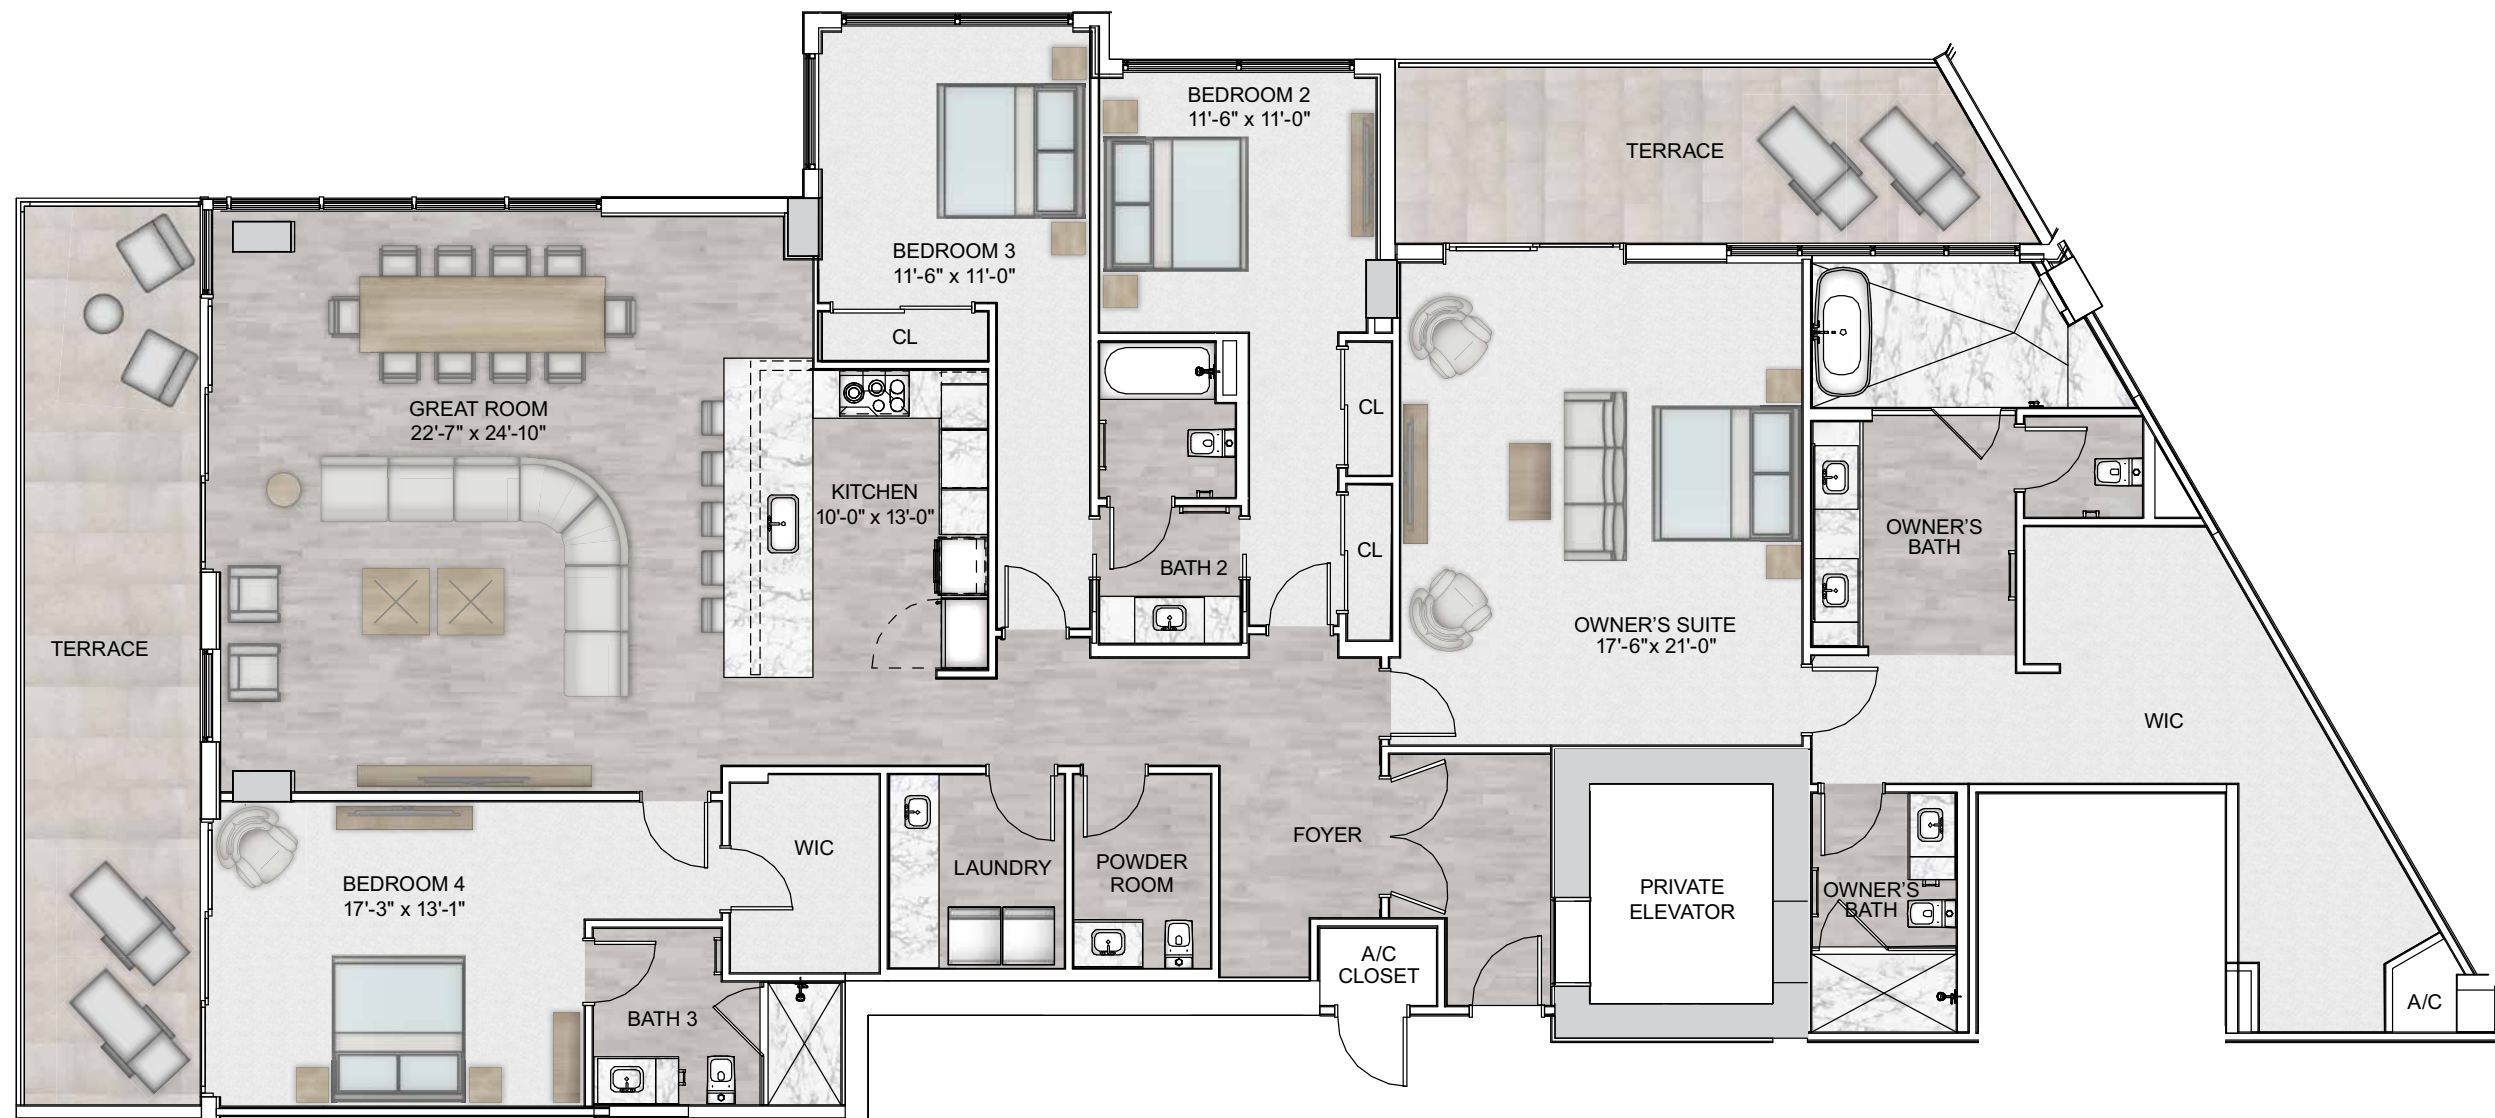 BEDROOM 2
11'-6" x 11'-0"
TERRACE
BEDROOM 3
11'-6" x 11'-0"
CL
GREAT ROOM
22'-7" x 24'-10"
CL
KITCHEN
10'-0" x 13'-0"
OWNER'S
BATH
CL
BATH 2
TERRACE
OWNER'S SUITE
17'-6"x 21'-0"
WIC
BEDROOM 4
17'-3" x 13'-1"
WIC
LAUNDRY
POWDER
ROOM
FOYER
PRIVATE
ELEVATOR
OWNER'S
BATH
A/C
CLOSET
BATH 3
A/C